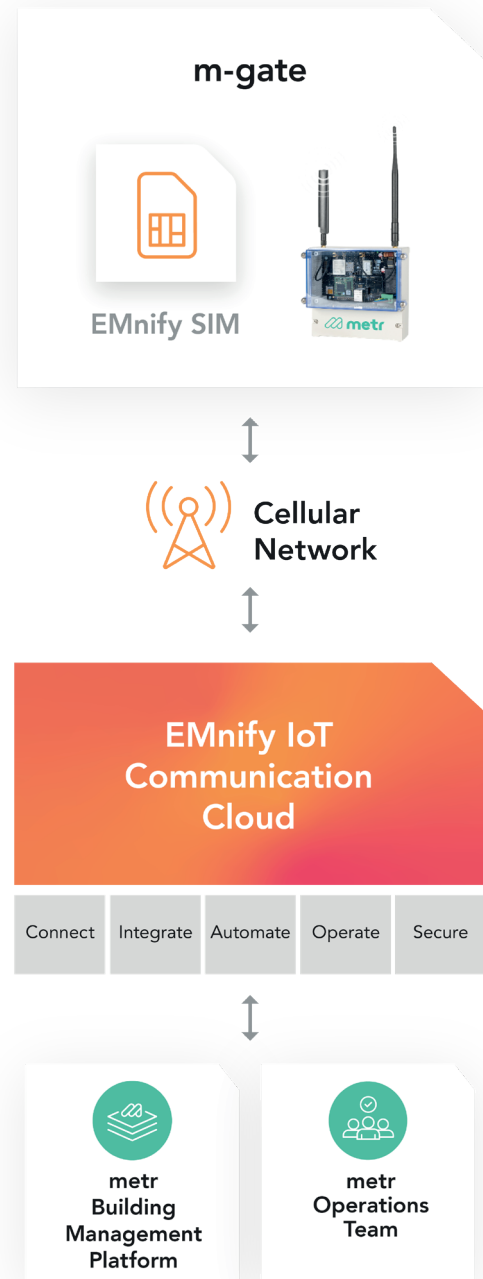 m-gate
EMnify SIM
metr
Cellular
Network
EMnify IoT
Communication
Cloud
Connect
Integrate
Automate
Operate
Secure
metr
Building
Management
Platform
metr
Operations
Team